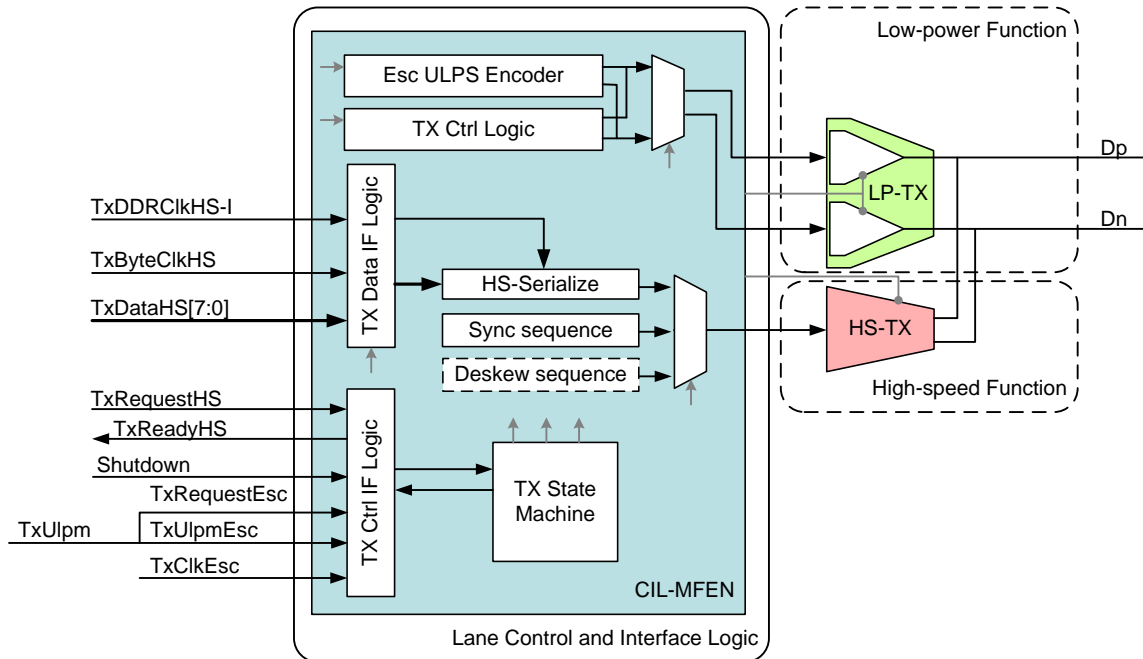 Low-power Function
Esc ULPS Encoder
TX Ctrl Logic
Dp
LP-TX
Dn
TxDDRClkHS-I
TxByteClkHS
TxDataHS[7:0]
TX Data IF Logic
HS-Serialize
Sync sequence
Deskew sequence
HS-TX
High-speed Function
TxRequestHS
TxReadyHS
Shutdown
TxRequestEsc
TxUlpm
TxUlpmEsc
TxClkEsc
TX Ctrl IF Logic
TX State
Machine
CIL-MFEN
Lane Control and Interface Logic